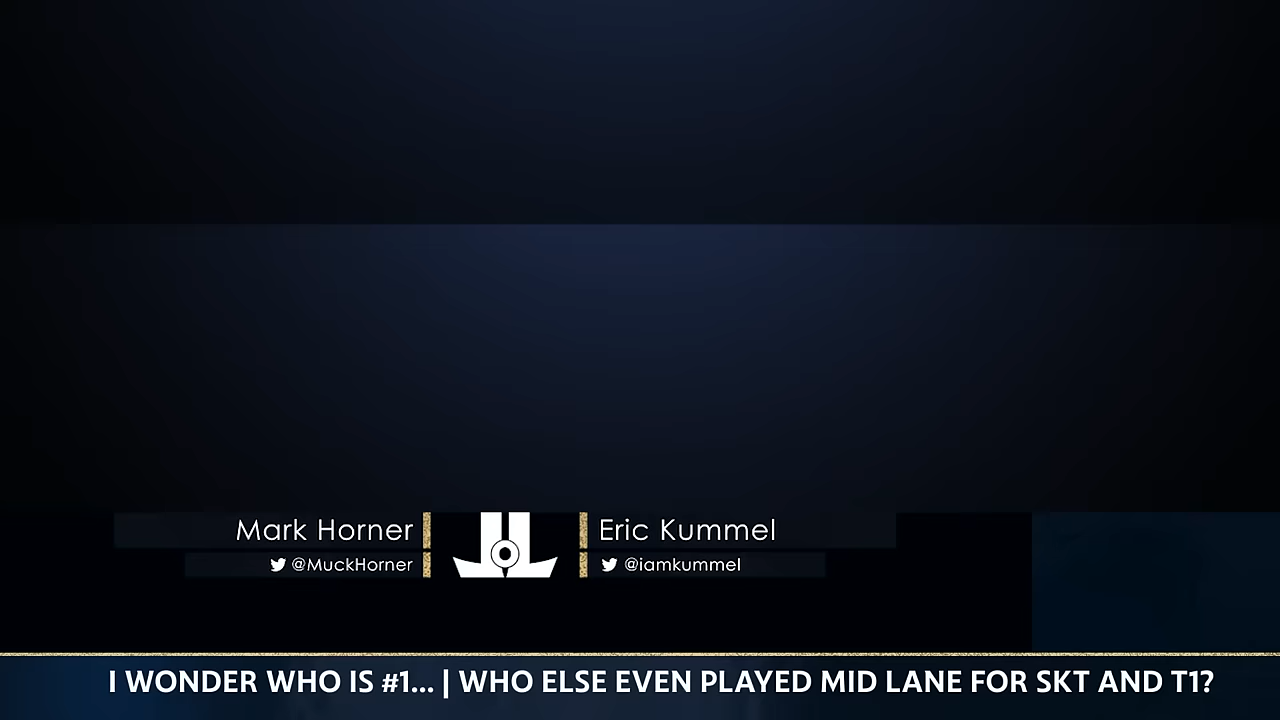 Mark Horner
Eric Kummel
@MuckHorner
@iamkummel
I WONDER WHO IS #1... | WHO ELSE EVEN PLAYED MID LANE FOR SKT AND T1?